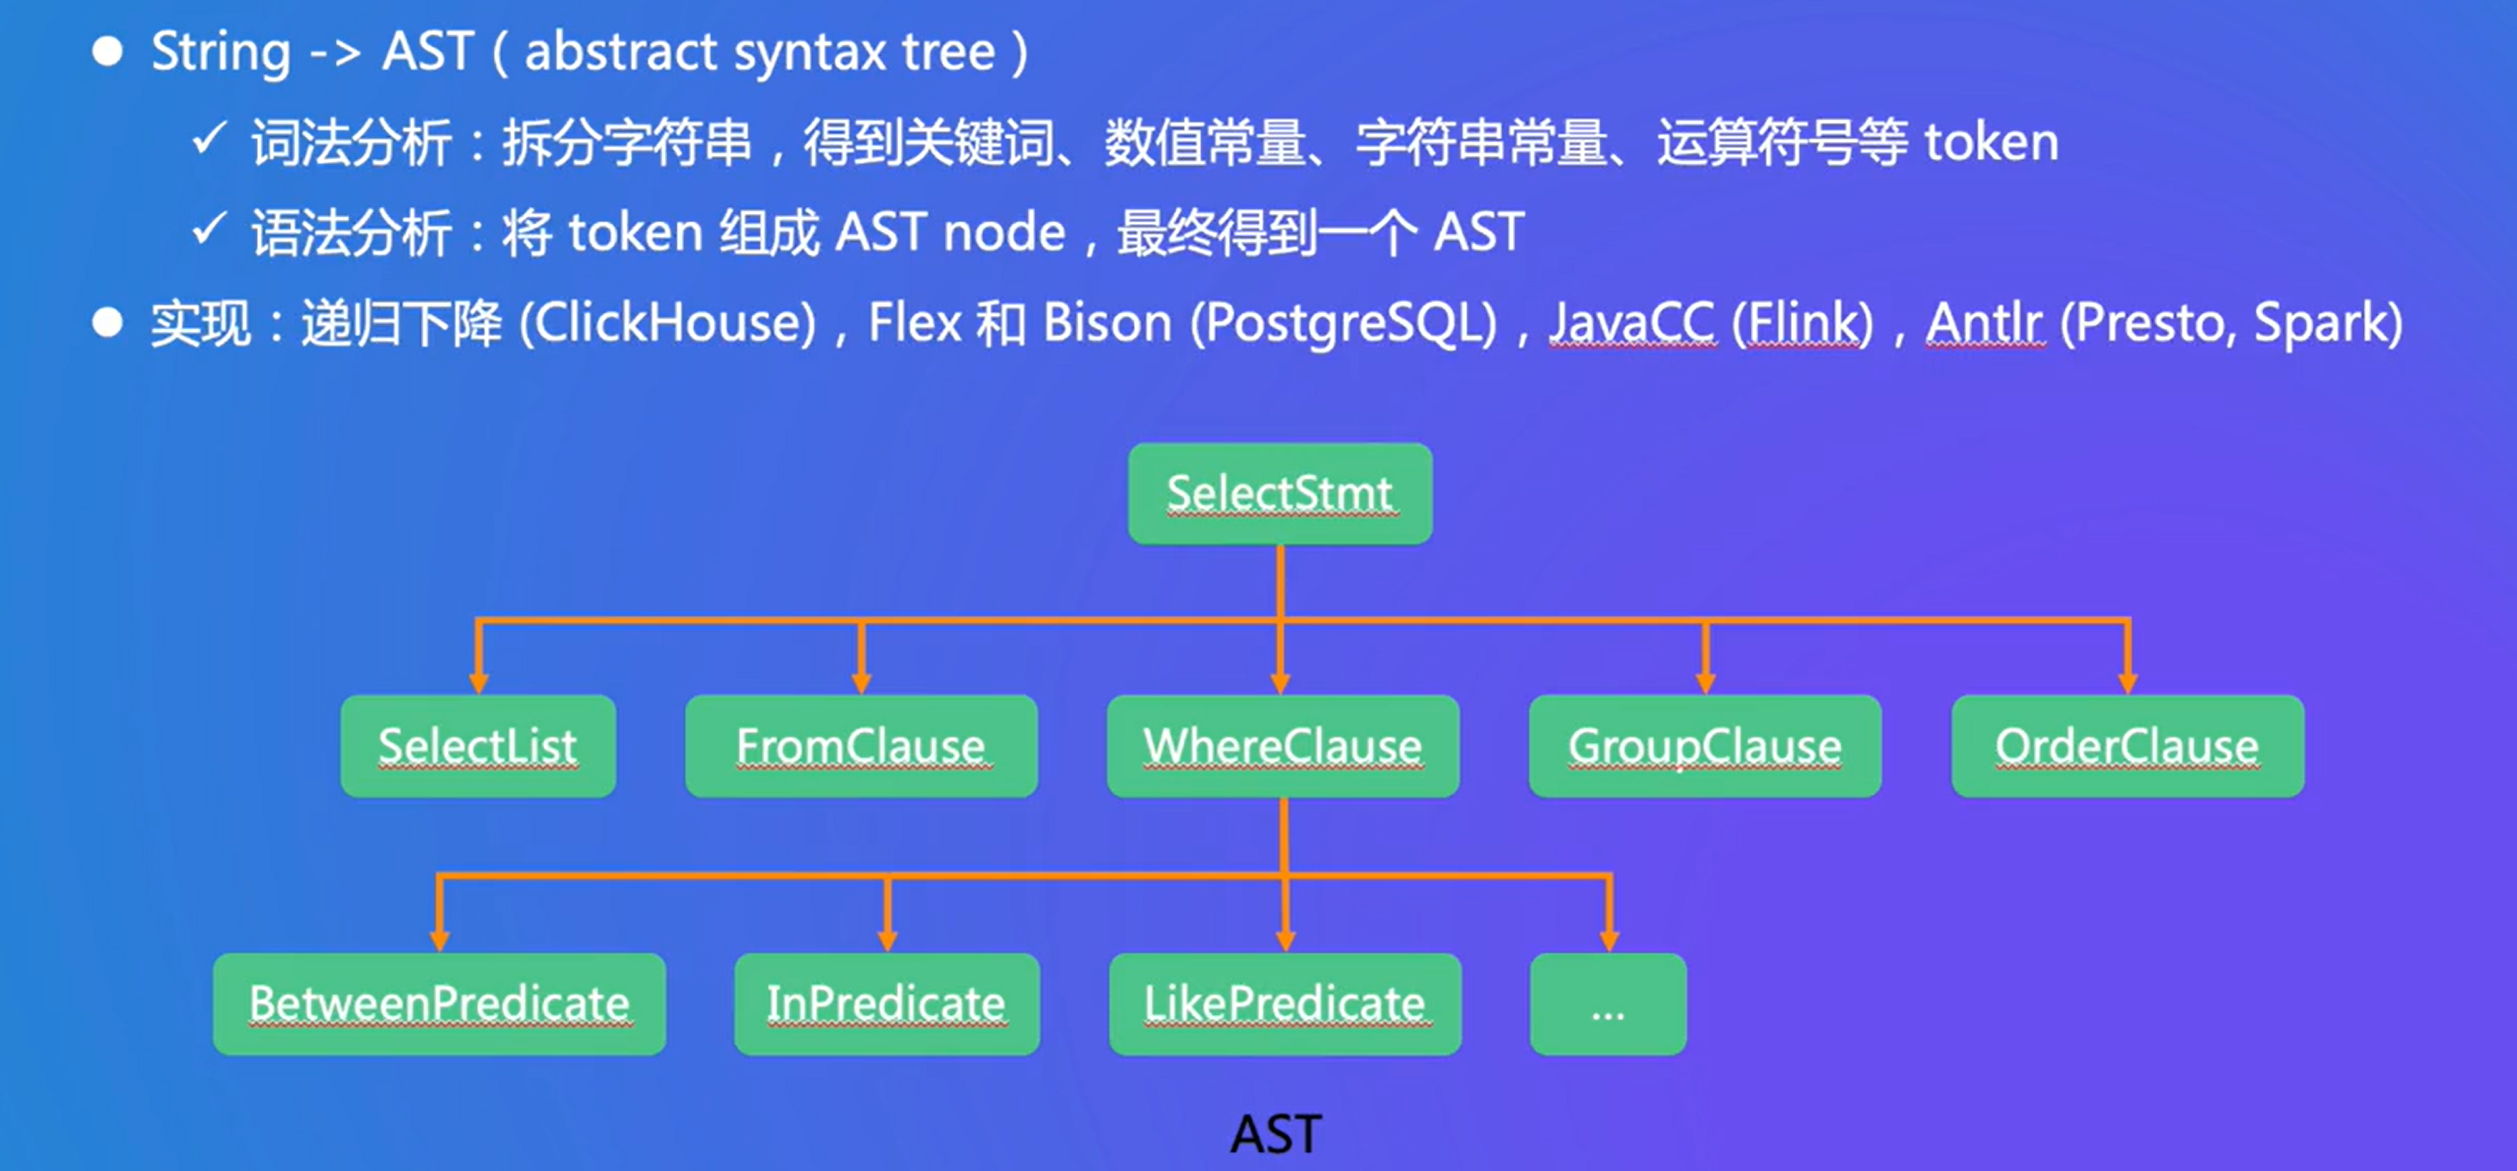 String -> AST ( abstract syntax tree )
词法分析：拆分字符串，得到关键词、数值常量、字符串常量、运算符号等 token
语法分析：将 token 组成 AST node，最终得到一个 AST
实现：递归下降 (ClickHouse)，Flex 和 Bison (PostgreSQL)，JavaCC (Flink)，Antlr (Presto, Spark)
SelectStmt
SelectList FromClause WhereClause GroupClause OrderClause
BetweenPredicate InPredicate LikePredicate ...
AST